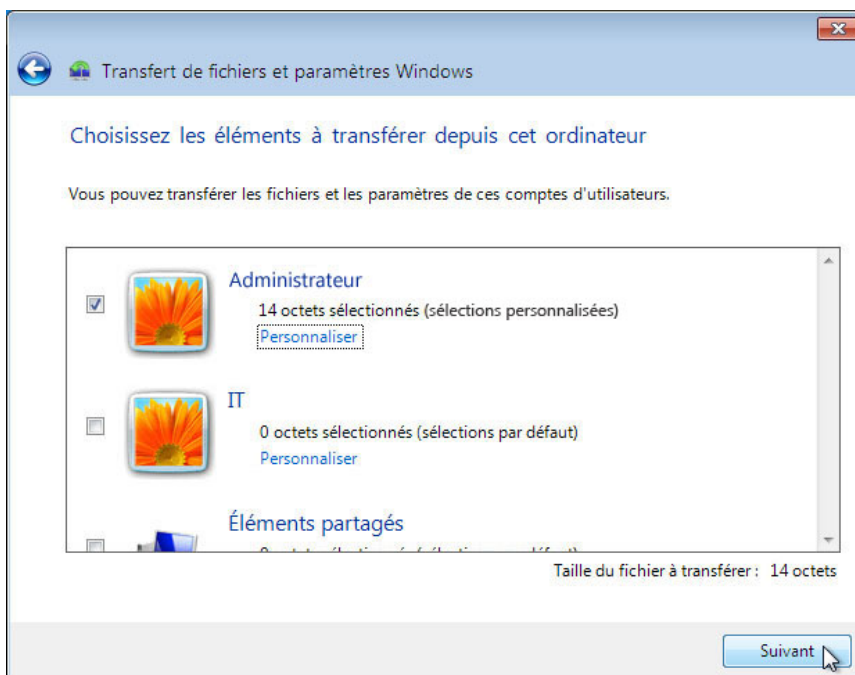 Transfert de fichiers et paramètres Windows
Choisissez les éléments à transférer depuis cet ordinateur
Vous pouvez transférer les fichiers et les paramètres de ces comptes d'utilisateurs.
Administrateur
14 octets sélectionnés (sélections personnalisées)
Personnaliser
IT
0 octets sélectionnés (sélections par défaut)
Personnaliser
Éléments partagés
Taille du fichier à transférer : 14 octets
Suivant